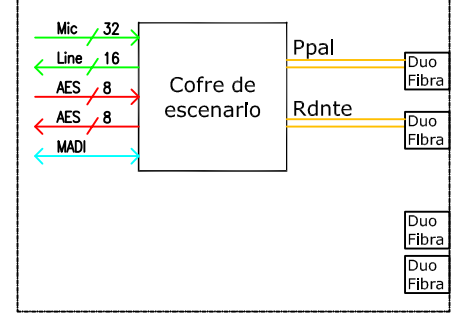 Mic 32
Line 16
AES 8
AES 8
MADI
Cofre de
escenario
Ppal
Rdnte
Duo
Fibra
Duo
Fibra
Duo
Fibra
Duo
Fibra